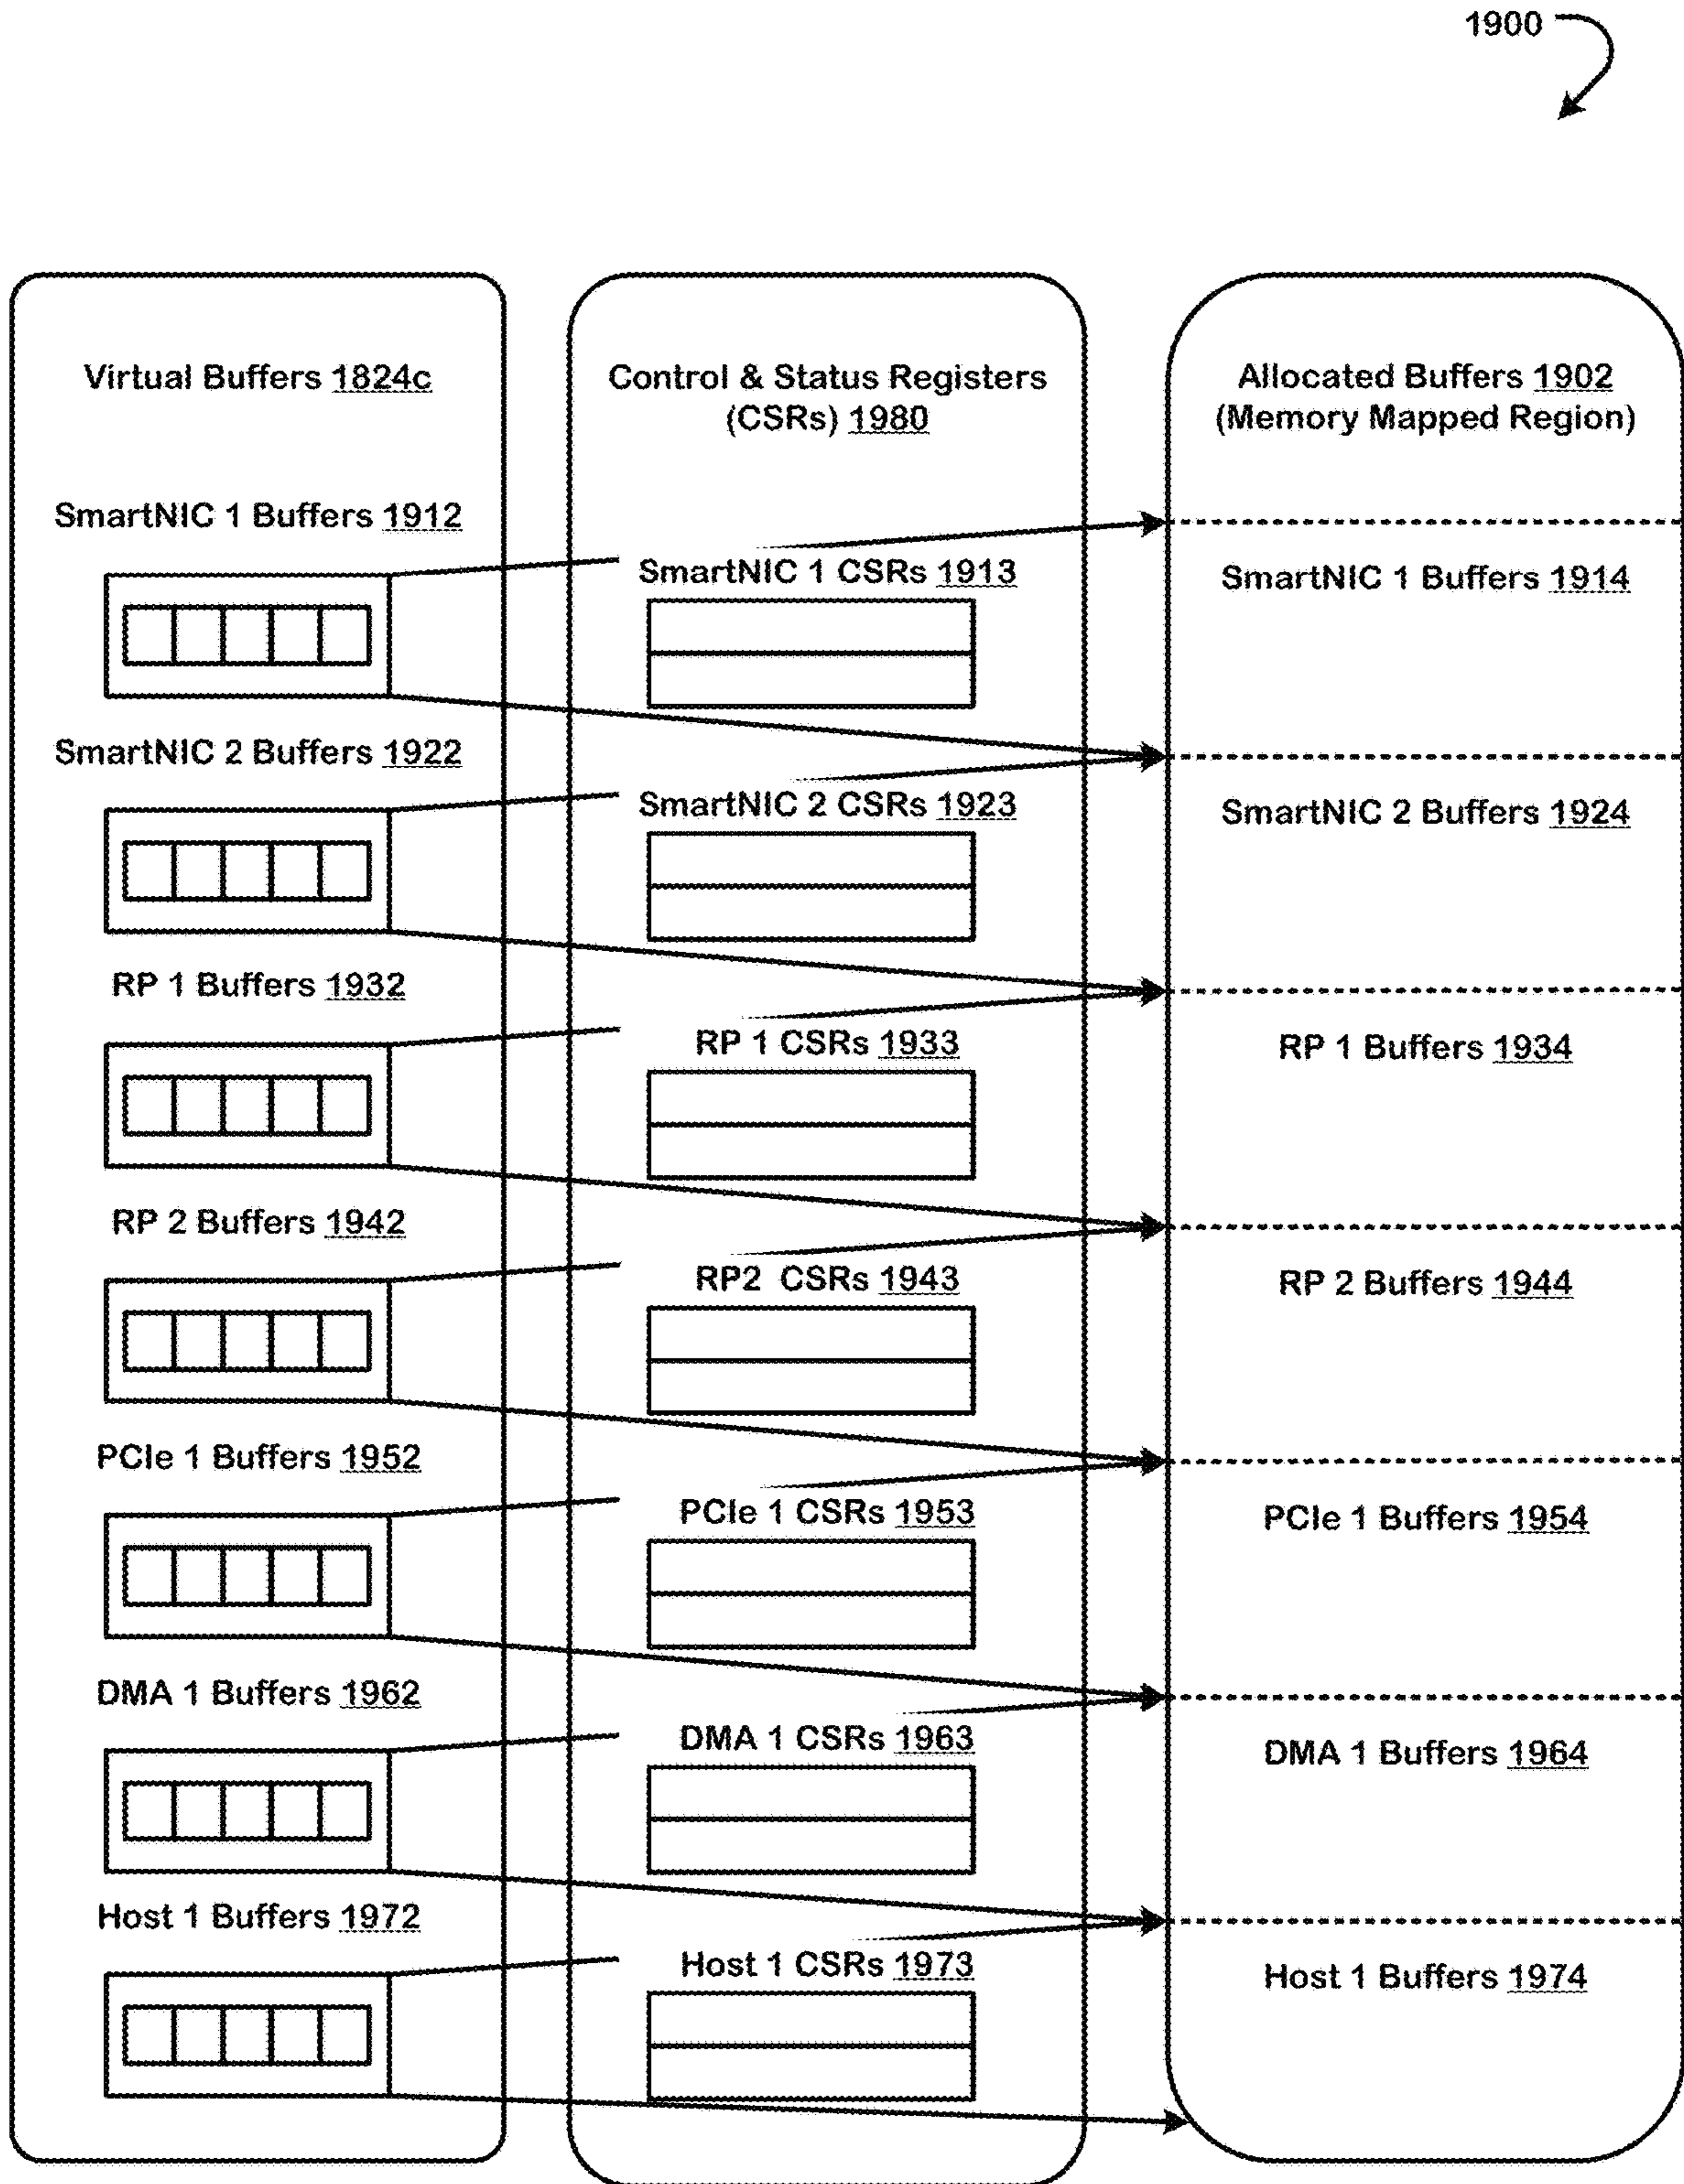 1900
Virtual Buffers 1824c
SmartNIC 1 Buffers 1912
SmartNIC 2 Buffers 1922
RP 1 Buffers 1932
RP 2 Buffers 1942
PCIe 1 Buffers 1952
DMA 1 Buffers 1962
Host 1 Buffers 1972
Control & Status Registers
(CSRs) 1980
SmartNIC 1 CSRs 1913
SmartNIC 2 CSRs 1923
RP 1 CSRs 1933
RP2 CSRs 1943
PCIe 1 CSRs 1953
DMA 1 CSRs 1963
Host 1 CSRs 1973
Allocated Buffers 1902
(Memory Mapped Region)
SmartNIC 1 Buffers 1914
SmartNIC 2 Buffers 1924
RP 1 Buffers 1934
RP 2 Buffers 1944
PCIe 1 Buffers 1954
DMA 1 Buffers 1964
Host 1 Buffers 1974